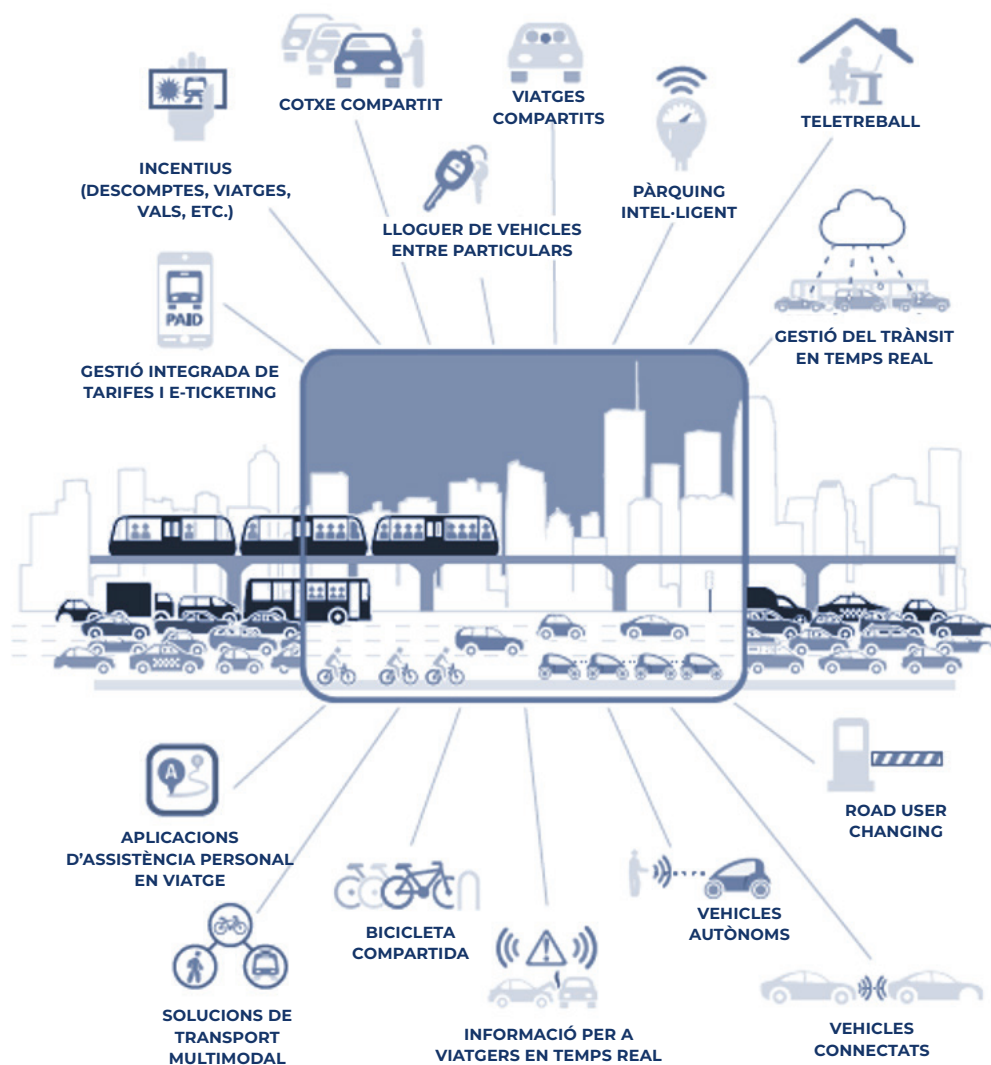 COTXE COMPARTIT
VIATGES
COMPARTITS
TELETREBALL
INCENTIUS
(DESCOMPTES, VIATGES,
VALS, ETC.)
LLOGUER DE VEHICLES
ENTRE PARTICULARS
PÀRQUING
INTEL·LIGENT
PAID
GESTIÓ INTEGRADA DE
TARIFES I E-TICKETING
GESTIÓ DEL TRÀNSIT
EN TEMPS REAL
A
APLICACIONS
D'ASSISTÈNCIA PERSONAL
EN VIATGE
ROAD USER
CHANGING
BICICLETA
COMPARTIDA
VEHICLES
AUTÒNOMS
SOLUCIONS DE
TRANSPORT
MULTIMODAL
INFORMACIÓ PER A
VIATGERS EN TEMPS REAL
VEHICLES
CONNECTATS